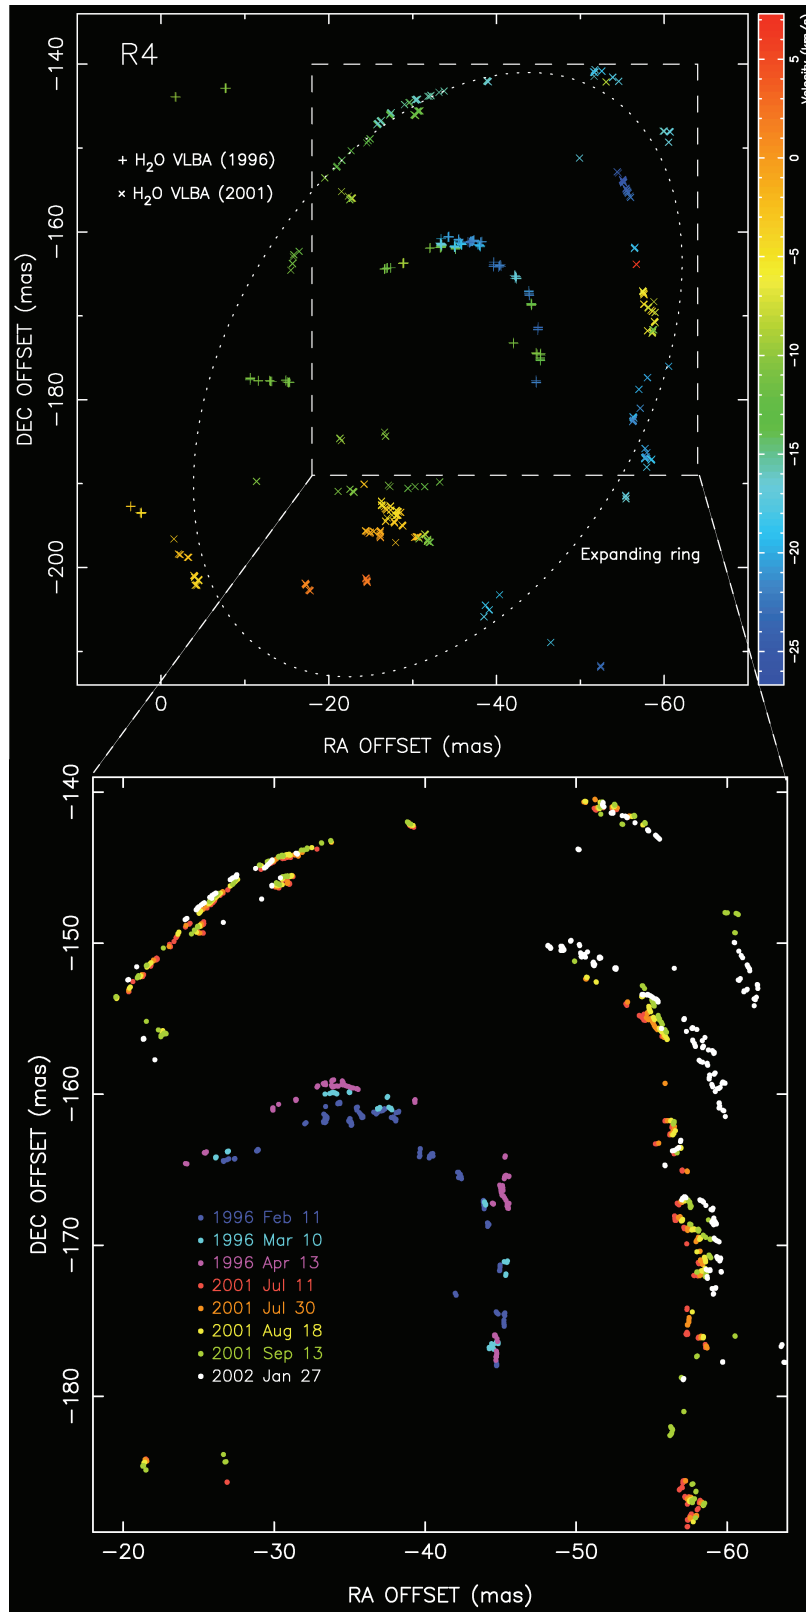 R4
-140
-160
-180
-200
DEC OFFSET (mas)
+ H2O VLBA (1996)
× H2O VLBA (2001)
Expanding ring
0
-20
-40
-60
RA OFFSET (mas)
Velocity (km/s)
5
0
-5
-10
-15
-20
-25
-140
-150
-160
-170
-180
DEC OFFSET (mas)
1996 Feb 11
1996 Mar 10
1996 Apr 13
2001 Jul 11
2001 Jul 30
2001 Aug 18
2001 Sep 13
2002 Jan 27
-20
-30
-40
-50
-60
RA OFFSET (mas)